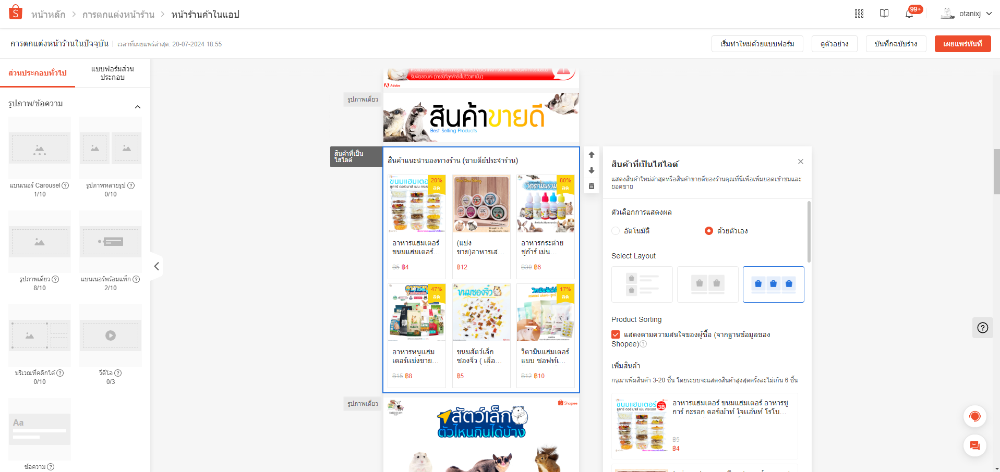 หน้าหลัก > การตกแต่งหน้าร้าน > หน้าร้านค้าในแอป
99+
otanixj
การตกแต่งหน้าร้านในปัจจุบัน | เวลาที่เผยแพร่ล่าสุด: 20-07-2024 18:55
เริ่มทำใหม่ด้วยแบบฟอร์ม
ดูตัวอย่าง
บันทึกฉบับร่าง
เผยแพร่ทันที
ส่วนประกอบทั่วไป
แบบฟอร์มส่วน
ประกอบ
รูปภาพ/ข้อความ
แบนเนอร์ Carousel
1/10
รูปภาพหลายรูป
0/10
รูปภาพเดี่ยว
8/10
แบนเนอร์พร้อมแท็ก
2/10
บริเวณที่คลิกได้
0/10
วีดีโอ
0/3
Aa
ข้อความ
รับผิดชอบค่ะ (กรณีที่ลูกค้ายังไม่รีวิวเท่านั้น)
Adobe
รูปภาพเดี่ยว
สินค้าขายดี
Best Selling Products
สินค้าที่เป็น
ไฮไลต์
สินค้าแนะนำของทางร้าน (ขายดีย์ประจำร้าน)
ขนมแฮมเตอร์
20%
ลด
วิตามินรวม
80%
ลด
อาหารแฮมเตอร์
ขนมแฮมเตอร์...
฿5 ฿4
(แบ่ง
ขาย)อาหารเส...
฿12
อาหารกระต่าย
ชูก้าร์ เม่น...
฿30 ฿6
47%
ลด
ขนมซองจิ๋ว
17%
ลด
อาหารหนูแฮม
เตอร์แบ่งขาย...
฿15 ฿8
ขนมสัตว์เล็ก
ซองจิ๋ว ( เลือ...
฿5
วิตามินแฮมเตอร์
แบบ ซอฟท์เ...
฿12 ฿10
รูปภาพเดี่ยว
Shopee
สัตว์เล็ก
ตัวไหนกินได้บ้าง
สินค้าที่เป็นไฮไลต์
แสดงสินค้าใหม่ล่าสุดหรือสินค้าขายดีของร้านคุณที่นี่เพื่อเพิ่มยอดเข้าชมและ
ยอดขาย
ตัวเลือกการแสดงผล
อัตโนมัติ
ด้วยตัวเอง
Select Layout
Product Sorting
แสดงตามความสนใจของผู้ซื้อ (จากฐานข้อมูลของ
Shopee)
เพิ่มสินค้า
กรุณาเพิ่มสินค้า 3-20 ชิ้น โดยระบบจะแสดงสินค้าสูงสุดครั้งละไม่เกิน 6 ชิ้น
ขนมแฮมเตอร์
3B
อาหารแฮมเตอร์ ขนมแฮมเตอร์ อาหารชู
การ์ กะรอก ดอร์เม้าท์ ใจแอ้นท์ โรโบ...
฿5
฿4